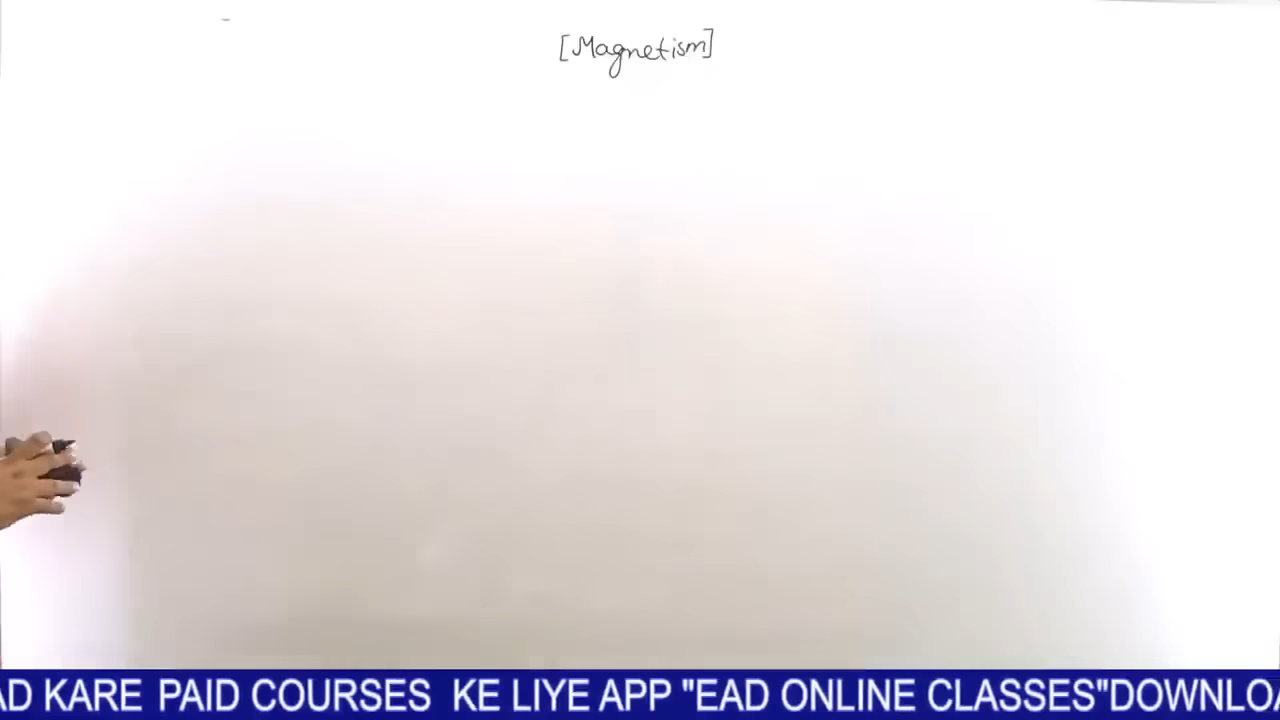 [Magnetism]
AD KARE PAID COURSES KE LIYE APP "EAD ONLINE CLASSES"DOWNLOA